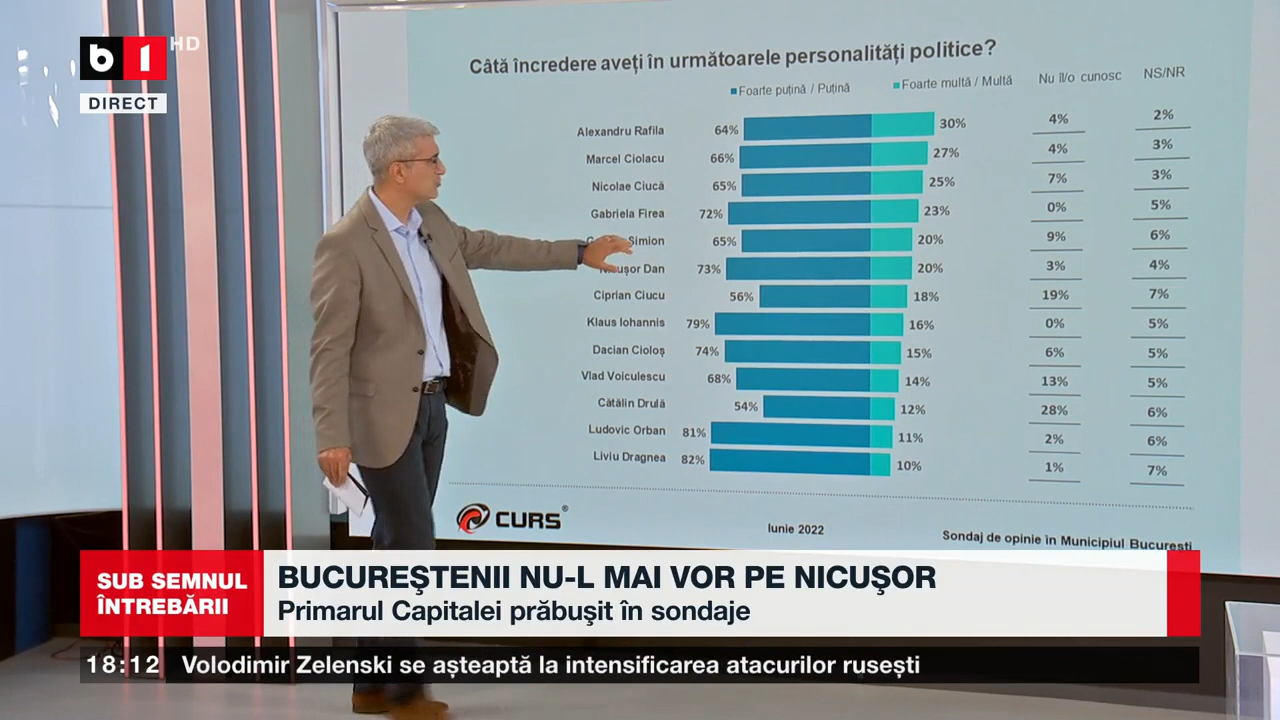 b1 HD
DIRECT
Câtă încredere aveți în următoarele personalități politice?
Foarte puțină / Puțină Foarte multă / Multă Nu îl/o cunosc NS/NR
Alexandru Rafila 64% 30% 4% 2%
Marcel Ciolacu 66% 27% 4% 3%
Nicolae Ciucă 65% 25% 7% 3%
Gabriela Firea 72% 23% 0% 5%
Simion 65% 20% 9% 6%
Dan 73% 20% 3% 4%
Ciprian Ciucu 56% 18% 19% 7%
Klaus Iohannis 79% 16% 0% 5%
Dacian Cioloș 74% 15% 6% 5%
Vlad Voiculescu 68% 14% 13% 5%
Cătălin Drulă 54% 12% 28% 6%
Ludovic Orban 81% 11% 2% 6%
Liviu Dragnea 82% 10% 1% 7%
CURS®
Iunie 2022
Sondaj de opinie în Municipiul București
SUB SEMNUL
ÎNTREBĂRII
BUCUREŞTENII NU-L MAI VOR PE NICUŞOR
Primarul Capitalei prăbuşit în sondaje
18:12 Volodimir Zelenski se așteaptă la intensificarea atacurilor rusești